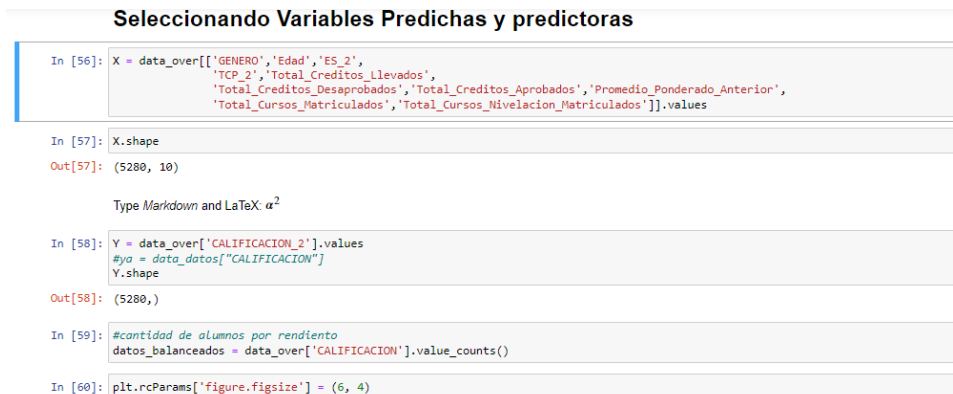 Seleccionando Variables Predichas y predictoras
In [56]: X = data_over[['GENERO','Edad','ES_2',
'TCP_2','Total_Creditos_Llevados',
'Total_Creditos_Desaprobados','Total_Creditos_Aprobados','Promedio_Ponderado_Anterior',
'Total_Cursos_Matriculados','Total_Cursos_Nivelacion_Matriculados']].values
In [57]: X.shape
Out[57]: (5280, 10)
Type Markdown and LaTeX: α²
In [58]: Y = data_over['CALIFICACION_2'].values
#ya = data_datos["CALIFICACION"]
Y.shape
Out[58]: (5280,)
In [59]: #cantidad de alumnos por rendiento
datos_balanceados = data_over['CALIFICACION'].value_counts()
In [60]: plt.rcParams['figure.figsize'] = (6, 4)